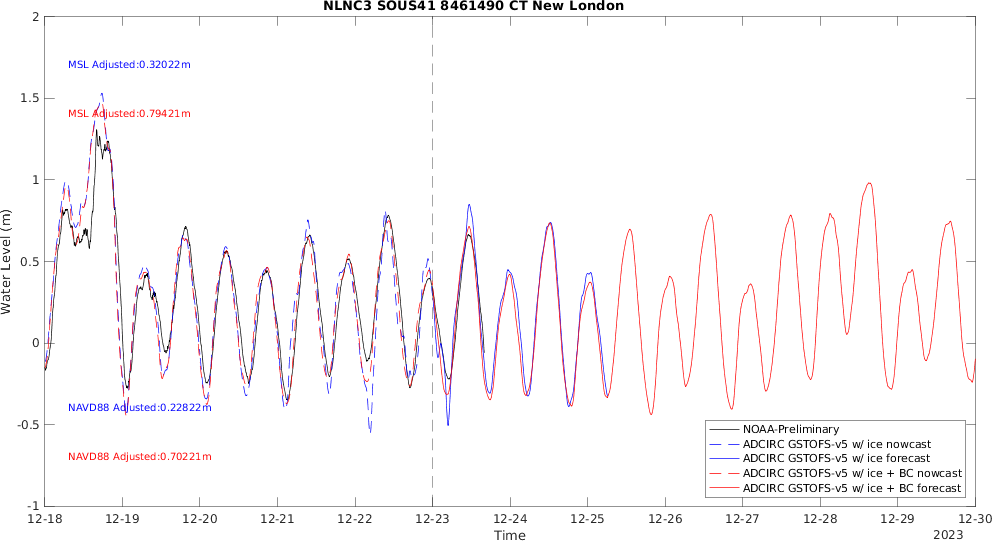 NLNC3 SOUS41 8461490 CT New London
2
1.5
1
0.5
0
-0.5
-1
Water Level (m)
MSL Adjusted:0.32022m
MSL Adjusted:0.79421m
NAVD88 Adjusted:0.22822m
NAVD88 Adjusted:0.70221m
NOAA-Preliminary
ADCIRC GSTOFS-v5 w/ ice nowcast
ADCIRC GSTOFS-v5 w/ ice forecast
ADCIRC GSTOFS-v5 w/ ice + BC nowcast
ADCIRC GSTOFS-v5 w/ ice + BC forecast
12-18 12-19 12-20 12-21 12-22 12-23 12-24 12-25 12-26 12-27 12-28 12-29 12-30
Time
2023